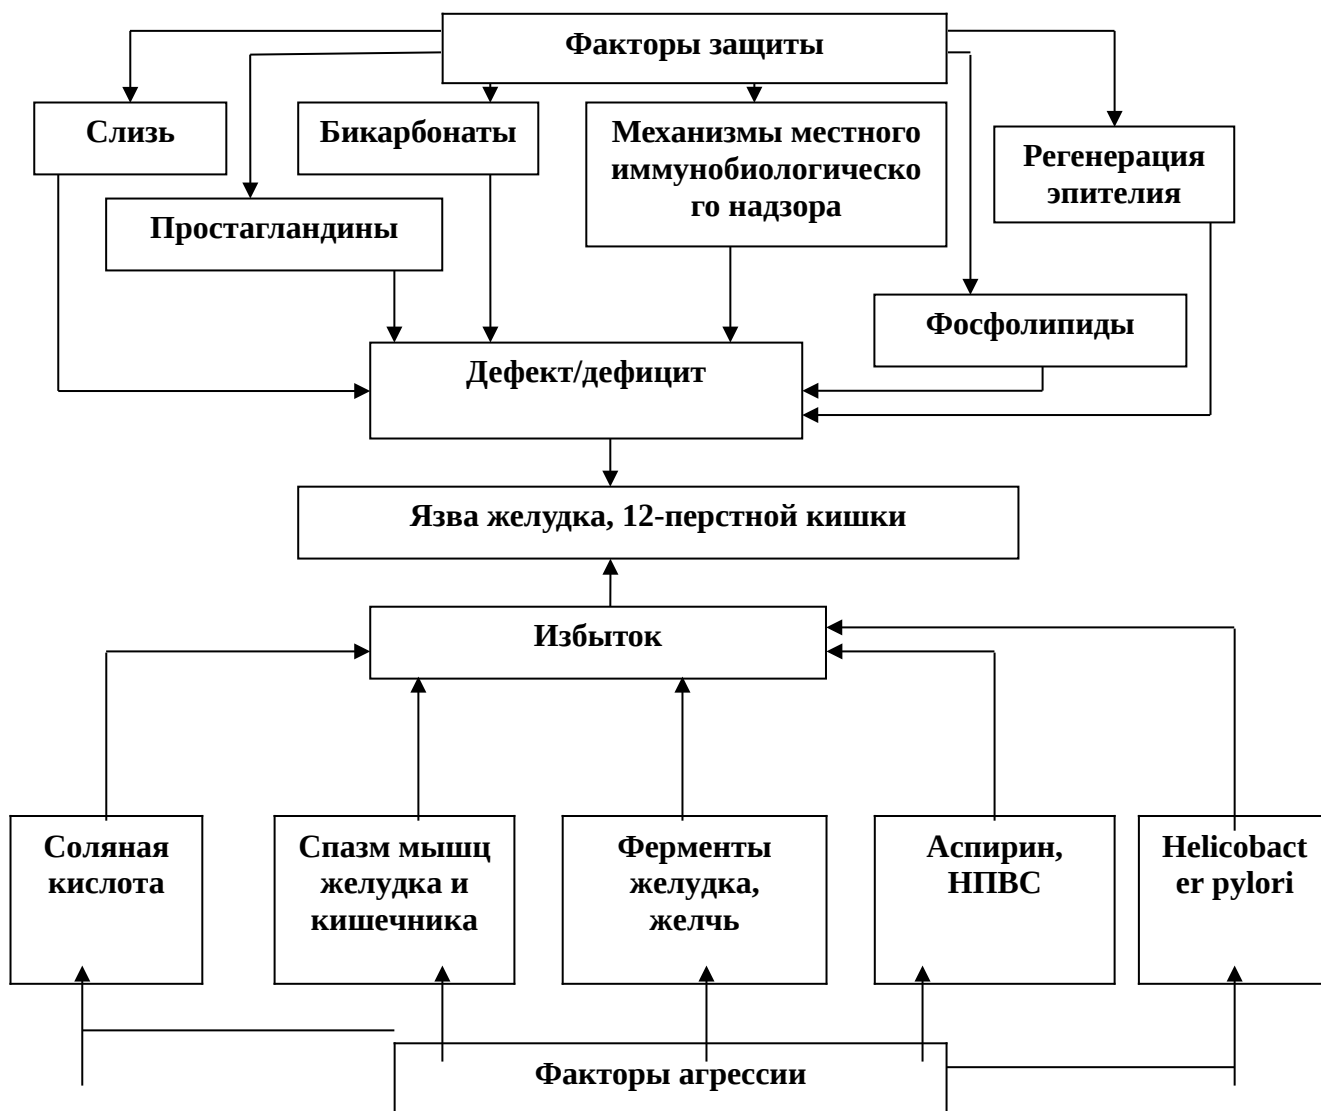 Факторы защиты
Слизь
Бикарбонаты
Механизмы местного
иммунобиологическо
го надзора
Регенерация
эпителия
Простагландины
Фосфолипиды
Дефект/дефицит
Язва желудка, 12-перстной кишки
Избыток
Соляная
кислота
Спазм мышц
желудка и
кишечника
Ферменты
желудка,
желчь
Аспирин,
НПВС
Helicobact
er pylori
Факторы агрессии